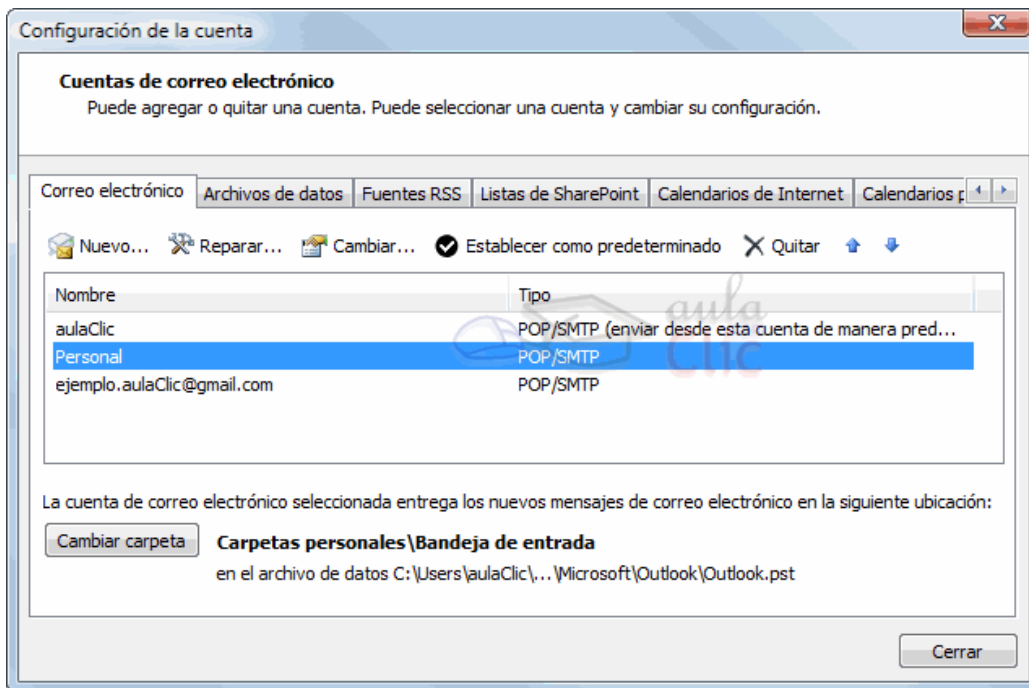 Configuración de la cuenta
Cuentas de correo electrónico
Puede agregar o quitar una cuenta. Puede seleccionar una cuenta y cambiar su configuración.
Correo electrónico Archivos de datos Fuentes RSS Listas de SharePoint Calendarios de Internet Calendarios p
Nuevo... Reparar... Cambiar... Establecer como predeterminado Quitar
Nombre Tipo
aulaClic POP/SMTP (enviar desde esta cuenta de manera pred...
Personal POP/SMTP
ejemplo.aulaClic@gmail.com POP/SMTP
aula
Clic
La cuenta de correo electrónico seleccionada entrega los nuevos mensajes de correo electrónico en la siguiente ubicación:
Cambiar carpeta Carpetas personales\Bandeja de entrada
en el archivo de datos C:\Users\aulaClic\...\Microsoft\Outlook\Outlook.pst
Cerrar